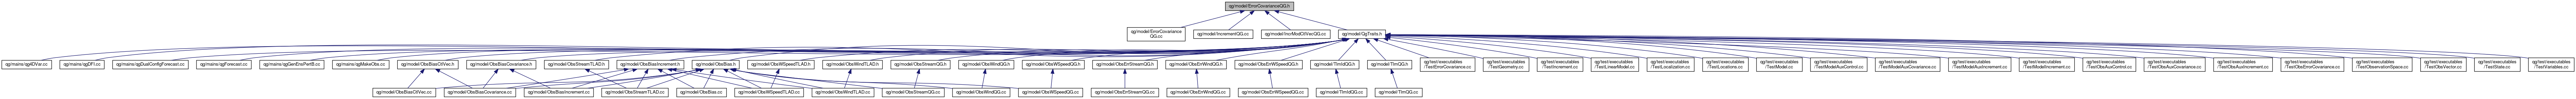 qg/model/ErrorCovarianceQG.h
qg/model/ErrorCovariance
QG.cc
qg/model/IncrementQG.cc
qg/model/IncrModCtlVecQG.cc
qg/model/QgTraits.h
qg/mains/qg4DVar.cc
qg/mains/qgDFI.cc
qg/mains/qgDualConfigForecast.cc
qg/mains/qgForecast.cc
qg/mains/qgGenEnsPertB.cc
qg/mains/qgMakeObs.cc
qg/model/ObsBiasCtlVec.h
qg/model/ObsBiasCovariance.h
qg/model/ObsStreamTLAD.h
qg/model/ObsBiasIncrement.h
qg/model/ObsBias.h
qg/model/ObsWSpeedTLAD.h
qg/model/ObsWindTLAD.h
qg/model/ObsStreamQG.h
qg/model/ObsWindQG.h
qg/model/ObsWSpeedQG.h
qg/model/ObsErrStreamQG.h
qg/model/ObsErrWindQG.h
qg/model/ObsErrWSpeedQG.h
qg/model/TlmIdQG.h
qg/model/TlmQG.h
qg/test/executables
/TestErrorCovariance.cc
qg/test/executables
/TestGeometry.cc
qg/test/executables
/TestIncrement.cc
qg/test/executables
/TestLinearModel.cc
qg/test/executables
/TestLocalization.cc
qg/test/executables
/TestLocations.cc
qg/test/executables
/TestModel.cc
qg/test/executables
/TestModelAuxControl.cc
qg/test/executables
/TestModelAuxCovariance.cc
qg/test/executables
/TestModelAuxIncrement.cc
qg/test/executables
/TestModelIncrement.cc
qg/test/executables
/TestObsAuxControl.cc
qg/test/executables
/TestObsAuxCovariance.cc
qg/test/executables
/TestObsAuxIncrement.cc
qg/test/executables
/TestObsErrorCovariance.cc
qg/test/executables
/TestObservationSpace.cc
qg/test/executables
/TestObsVector.cc
qg/test/executables
/TestState.cc
qg/test/executables
/TestVariables.cc
qg/model/ObsBiasCtlVec.cc
qg/model/ObsBiasCovariance.cc
qg/model/ObsBiasIncrement.cc
qg/model/ObsStreamTLAD.cc
qg/model/ObsBias.cc
qg/model/ObsWSpeedTLAD.cc
qg/model/ObsWindTLAD.cc
qg/model/ObsStreamQG.cc
qg/model/ObsWindQG.cc
qg/model/ObsWSpeedQG.cc
qg/model/ObsErrStreamQG.cc
qg/model/ObsErrWindQG.cc
qg/model/ObsErrWSpeedQG.cc
qg/model/TlmIdQG.cc
qg/model/TlmQG.cc